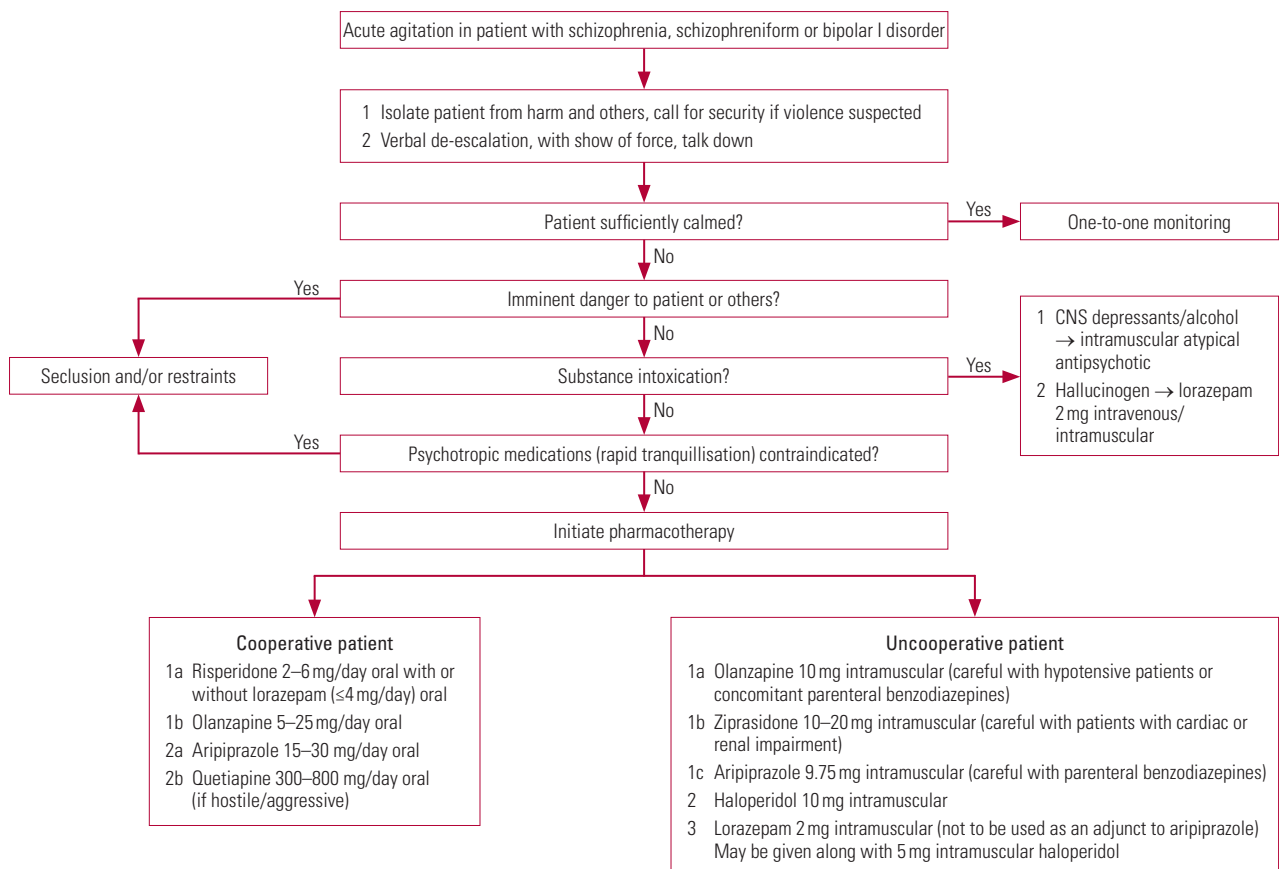 Acute agitation in patient with schizophrenia, schizophreniform or bipolar I disorder
1 Isolate patient from harm and others, call for security if violence suspected
2 Verbal de-escalation, with show of force, talk down
Patient sufficiently calmed?
Yes
One-to-one monitoring
No
Imminent danger to patient or others?
Yes
Seclusion and/or restraints
No
Substance intoxication?
Yes
1 CNS depressants/alcohol
→ intramuscular atypical
antipsychotic
2 Hallucinogen → lorazepam
2 mg intravenous/
intramuscular
No
Psychotropic medications (rapid tranquillisation) contraindicated?
Yes
No
Initiate pharmacotherapy
Cooperative patient
1a Risperidone 2–6 mg/day oral with or
without lorazepam (≤4 mg/day) oral
1b Olanzapine 5–25 mg/day oral
2a Aripiprazole 15–30 mg/day oral
2b Quetiapine 300–800 mg/day oral
(if hostile/aggressive)
Uncooperative patient
1a Olanzapine 10 mg intramuscular (careful with hypotensive patients or
concomitant parenteral benzodiazepines)
1b Ziprasidone 10–20 mg intramuscular (careful with patients with cardiac or
renal impairment)
1c Aripiprazole 9.75 mg intramuscular (careful with parenteral benzodiazepines)
2 Haloperidol 10 mg intramuscular
3 Lorazepam 2 mg intramuscular (not to be used as an adjunct to aripiprazole)
May be given along with 5 mg intramuscular haloperidol